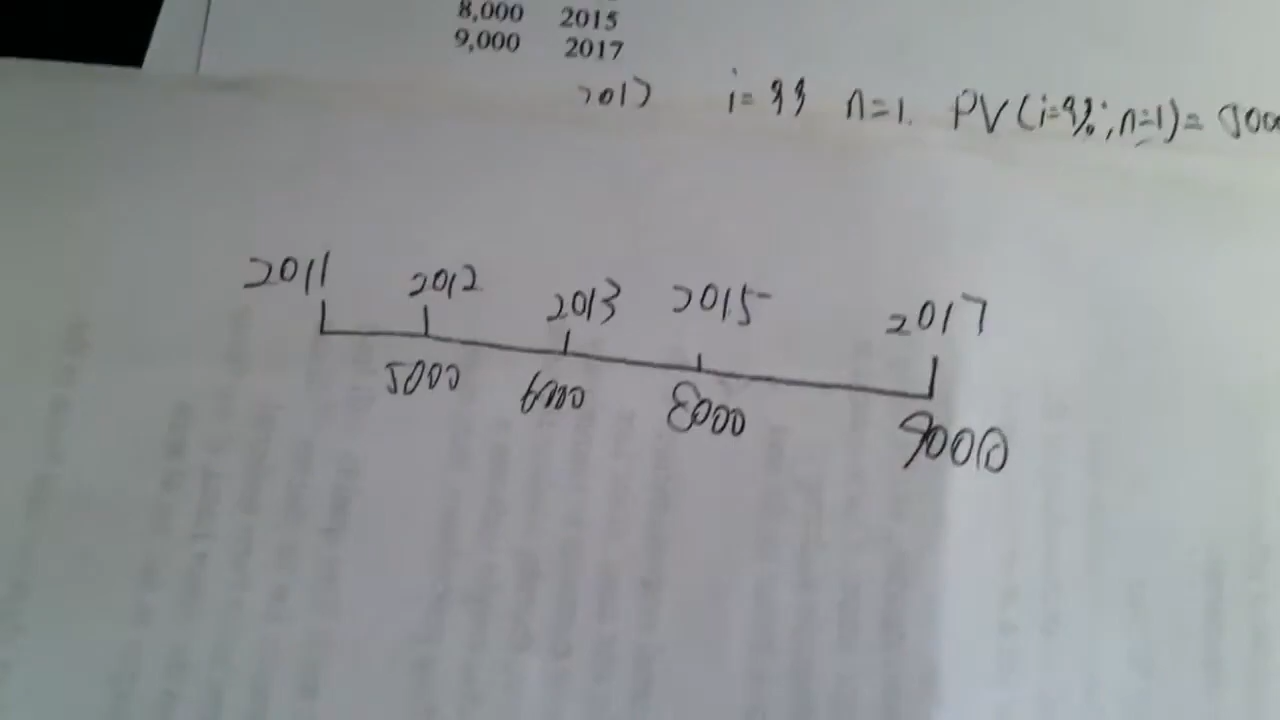 8,000 2015
9,000 2017
2017 i=9% n=1. PV(i=9%, n=1)= 900
2011 2012 2013 2015 2017
5000 6000 8000 9000